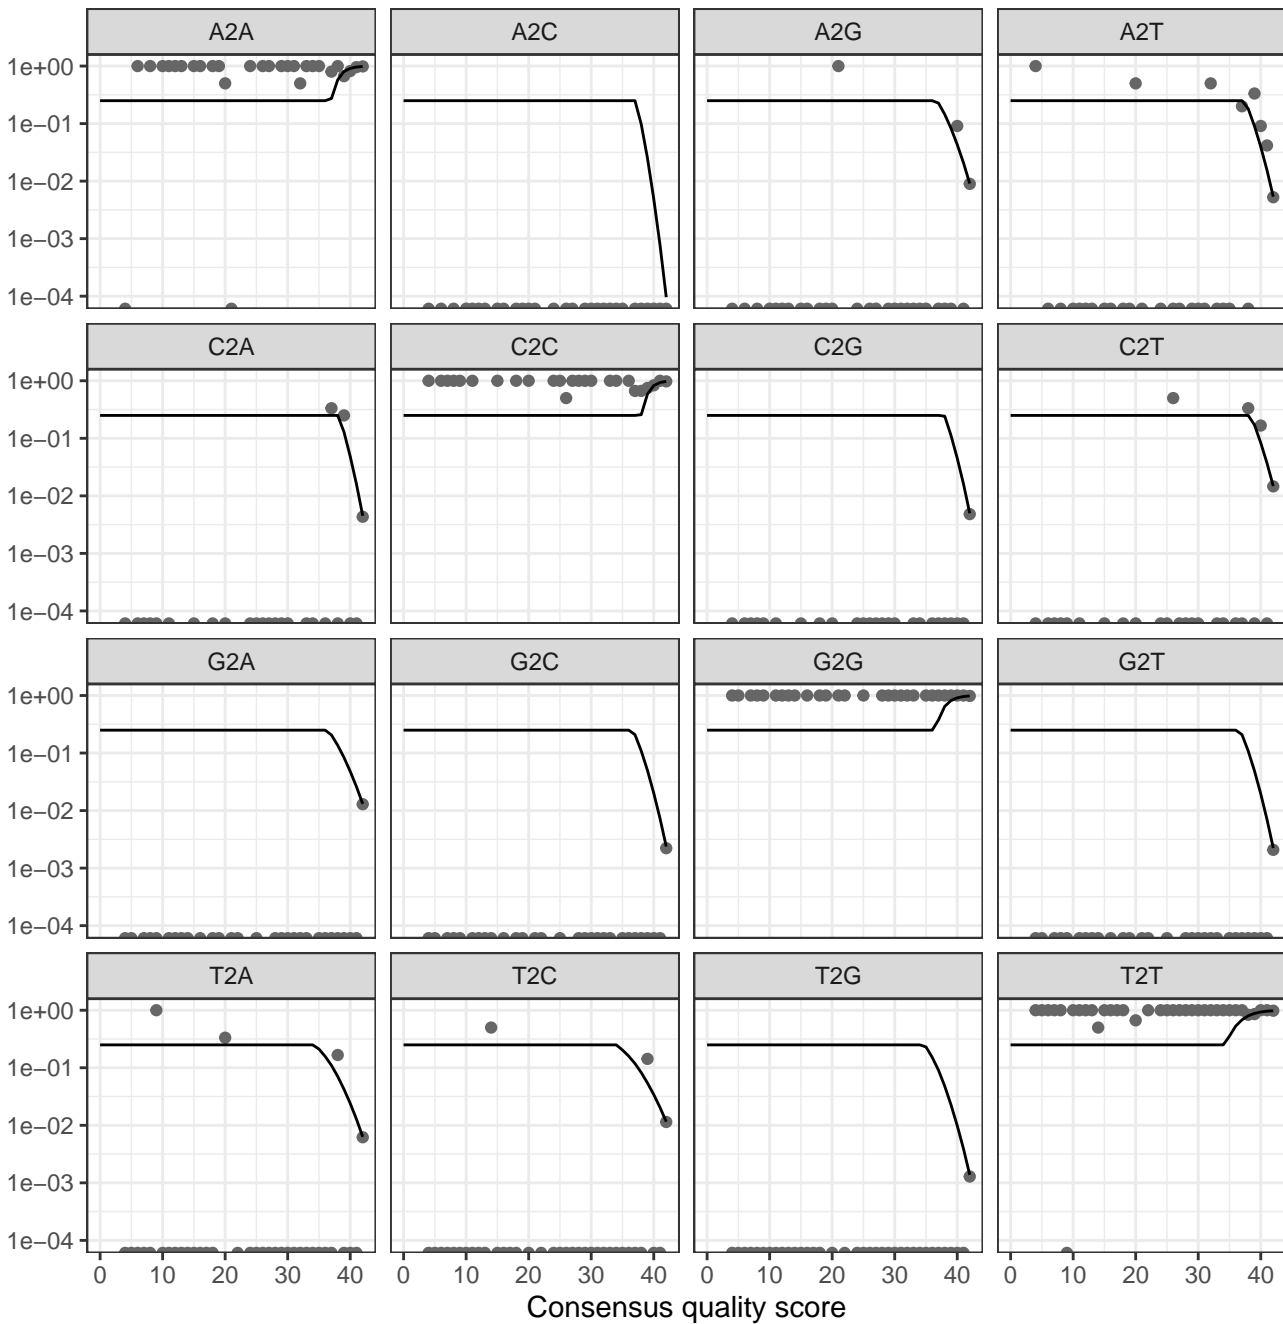 A2A A2C A2G A2T
1e+00
1e−01
1e−02
1e−03
1e−04
C2A C2C C2G C2T
1e+00
1e−01
1e−02
1e−03
1e−04
G2A G2C G2G G2T
1e+00
1e−01
1e−02
1e−03
1e−04
T2A T2C T2G T2T
1e+00
1e−01
1e−02
1e−03
1e−04
0 10 20 30 40 0 10 20 30 40 0 10 20 30 40 0 10 20 30 40
Consensus quality score